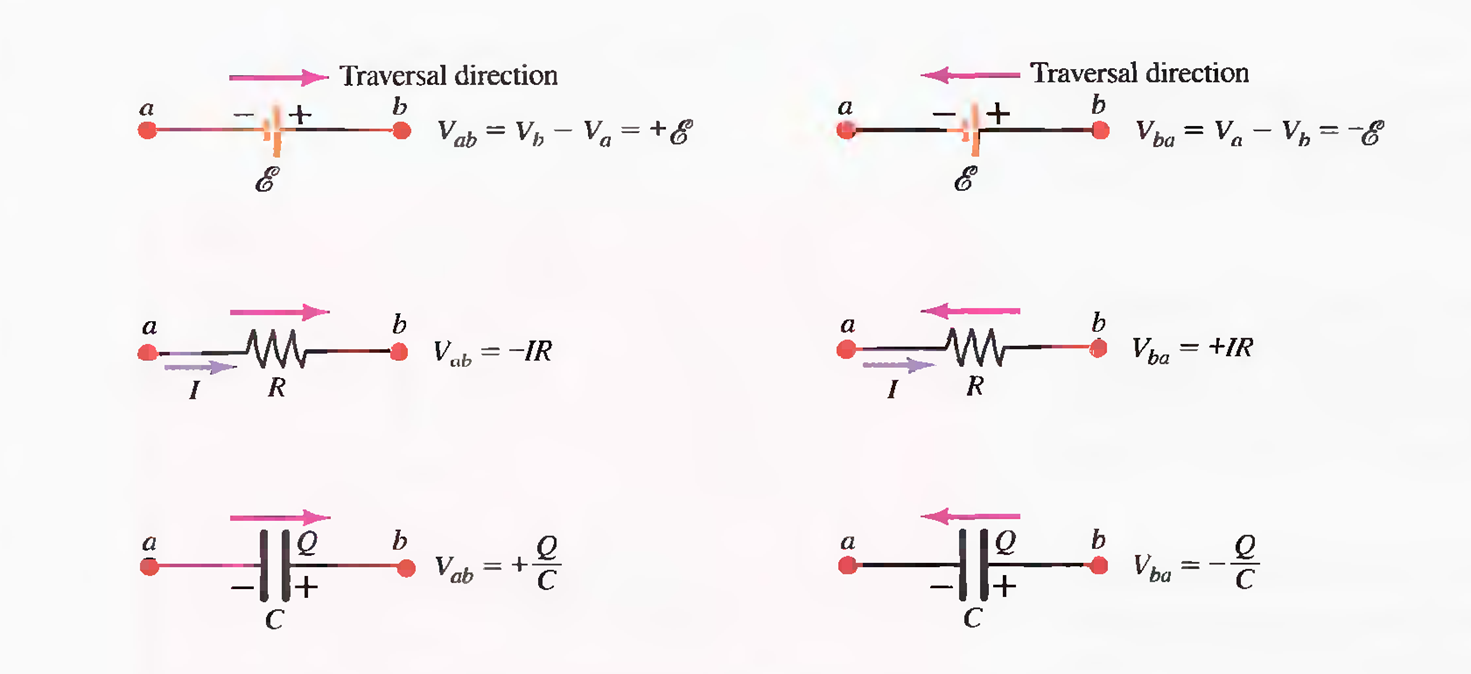 Traversal direction
a − + b V_ab = V_b − V_a = +ℰ
ℰ
Traversal direction
a − + b V_ba = V_a − V_b = −ℰ
ℰ
a b V_ab = −IR
I R
a b V_ba = +IR
I R
a Q b V_ab = +Q/C
− +
C
a Q b V_ba = −Q/C
− +
C